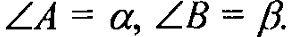 ∠A = α, ∠B = β.